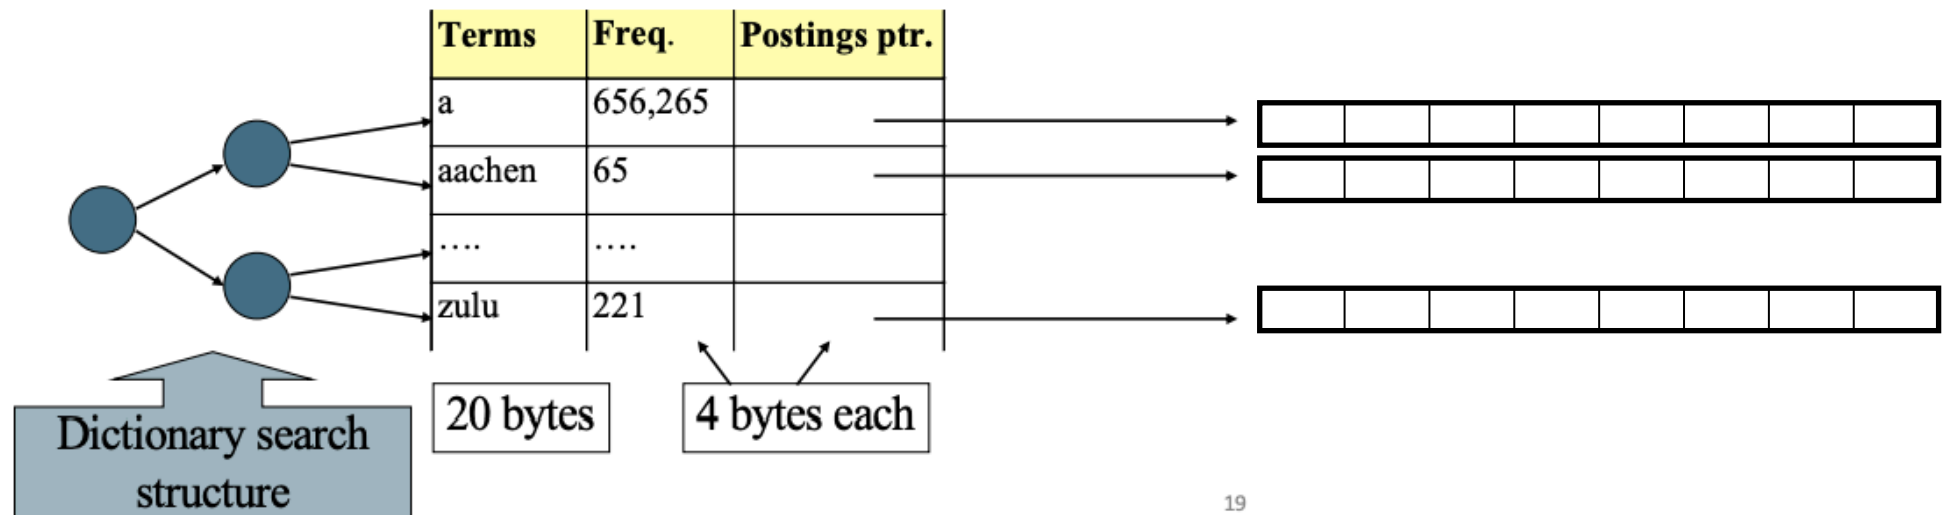 Terms Freq. Postings ptr.
a 656,265
aachen 65
.... ....
zulu 221
20 bytes 4 bytes each
Dictionary search
structure
19